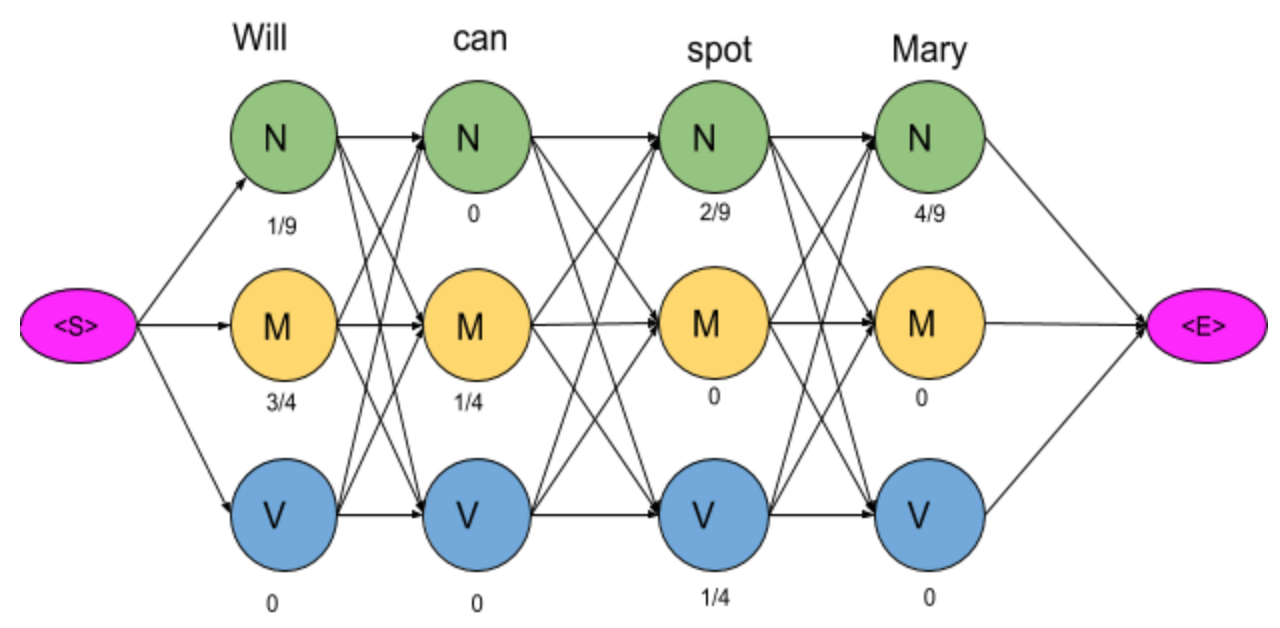 Will can spot Mary
N N N N
1/9 0 2/9 4/9
<S> M M M M <E>
3/4 1/4 0 0
V V V V
0 0 1/4 0